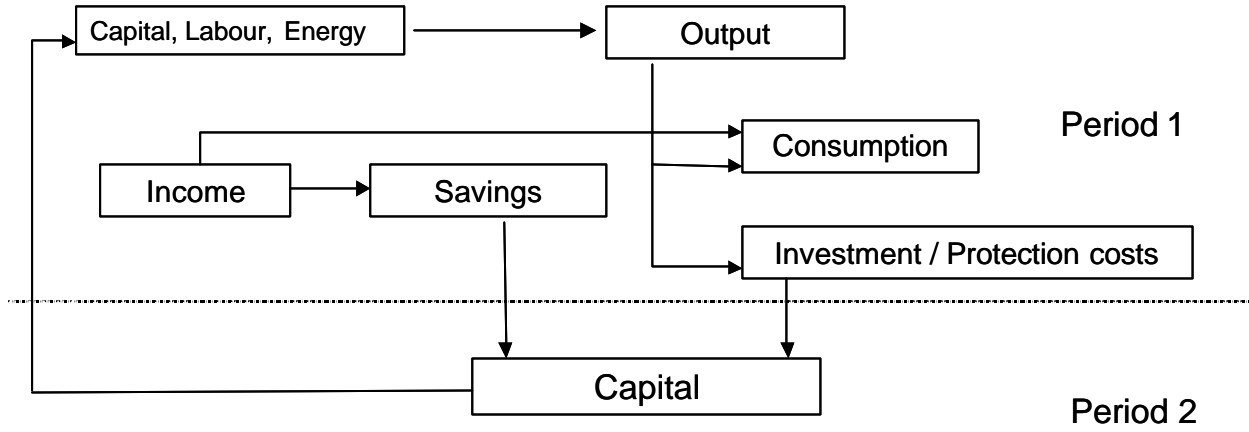 Capital, Labour, Energy
Output
Period 1
Consumption
Income
Savings
Investment / Protection costs
Capital
Period 2